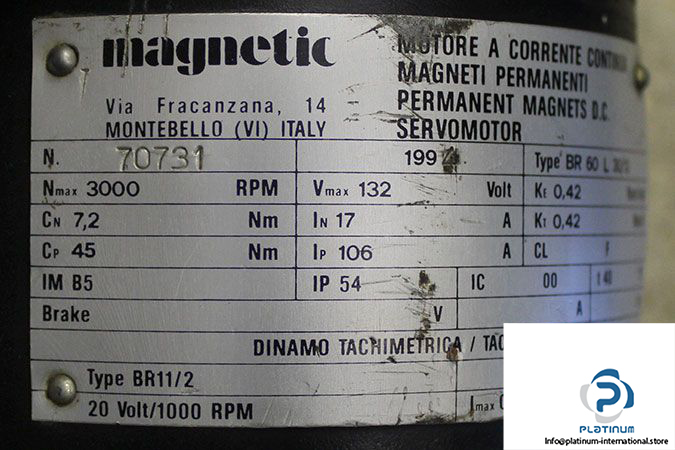 magnetic
Via Fracanzana, 14
MONTEBELLO (VI) ITALY
MOTORE A CORRENTE
MAGNETI PERMANENTI
PERMANENT MAGNETS D.C.
SERVOMOTOR
N. 70731 199 Type BR 60 L
Nmax 3000 RPM Vmax 132 Volt KE 0,42
CN 7,2 Nm IN 17 A KT 0,42
CP 45 Nm IP 106 A CL F
IM B5 IP 54 IC 00 t 40
Brake V A
DINAMO TACHIMETRICA /
Type BR11/2
20 Volt/1000 RPM Imax
PLATINUM
Info@platinum-international.store